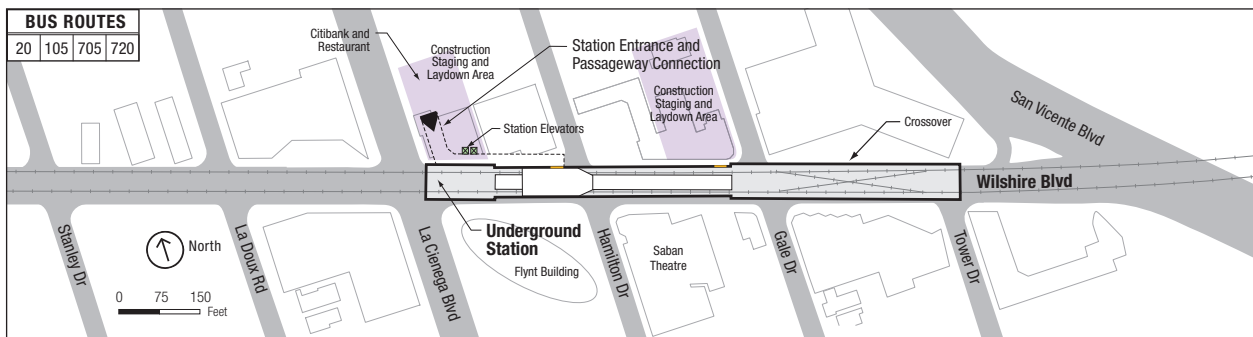 BUS ROUTES
20 105 705 720
Citibank and
Restaurant
Construction
Staging and
Laydown Area
Station Entrance and
Passageway Connection
Construction
Staging and
Laydown Area
Station Elevators
Crossover
San Vicente Blvd
Wilshire Blvd
Underground
Station
Flynt Building
Saban
Theatre
Stanley Dr
La Doux Rd
La Cienega Blvd
Hamilton Dr
Gale Dr
Tower Dr
North
0 75 150
Feet